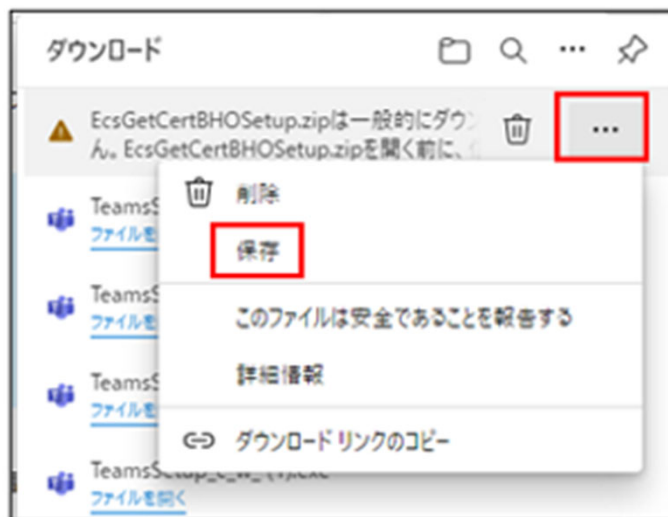 ダウンロード
EcsGetCertBHOSetup.zipは一般的にダウ
ん。EcsGetCertBHOSetup.zipを開く前に、
削除
TeamsS
ファイルを
保存
TeamsS
ファイルを
このファイルは安全であることを報告する
詳細情報
TeamsS
ファイルを
ダウンロード リンクのコピー
ファイルを開く